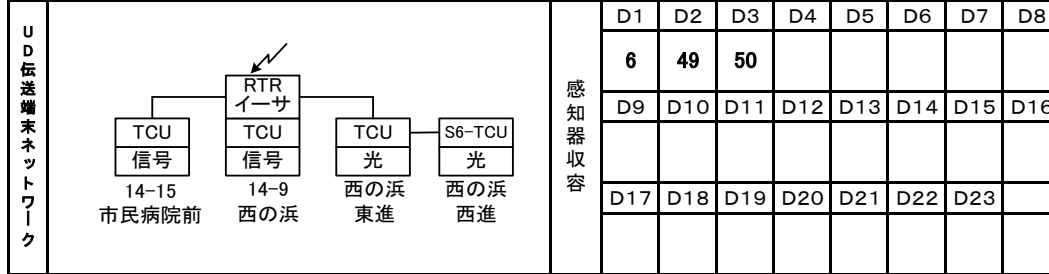 UD伝送端末ネットワーク
RTR
イーサ
TCU
信号
14-15
市民病院前
TCU
信号
14-9
西の浜
TCU
光
西の浜
東進
S6-TCU
光
西の浜
西進
感知器収容
D1 D2 D3 D4 D5 D6 D7 D8
6 49 50
D9 D10 D11 D12 D13 D14 D15 D16
D17 D18 D19 D20 D21 D22 D23